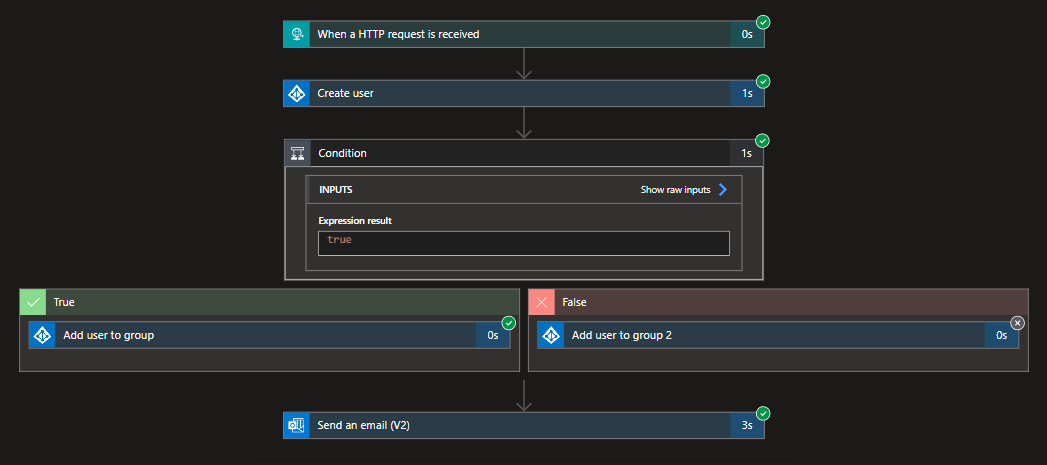 When a HTTP request is received 0s
Create user 1s
Condition 1s
INPUTS Show raw inputs
Expression result
true
True
Add user to group 0s
False
Add user to group 2 0s
Send an email (V2) 3s